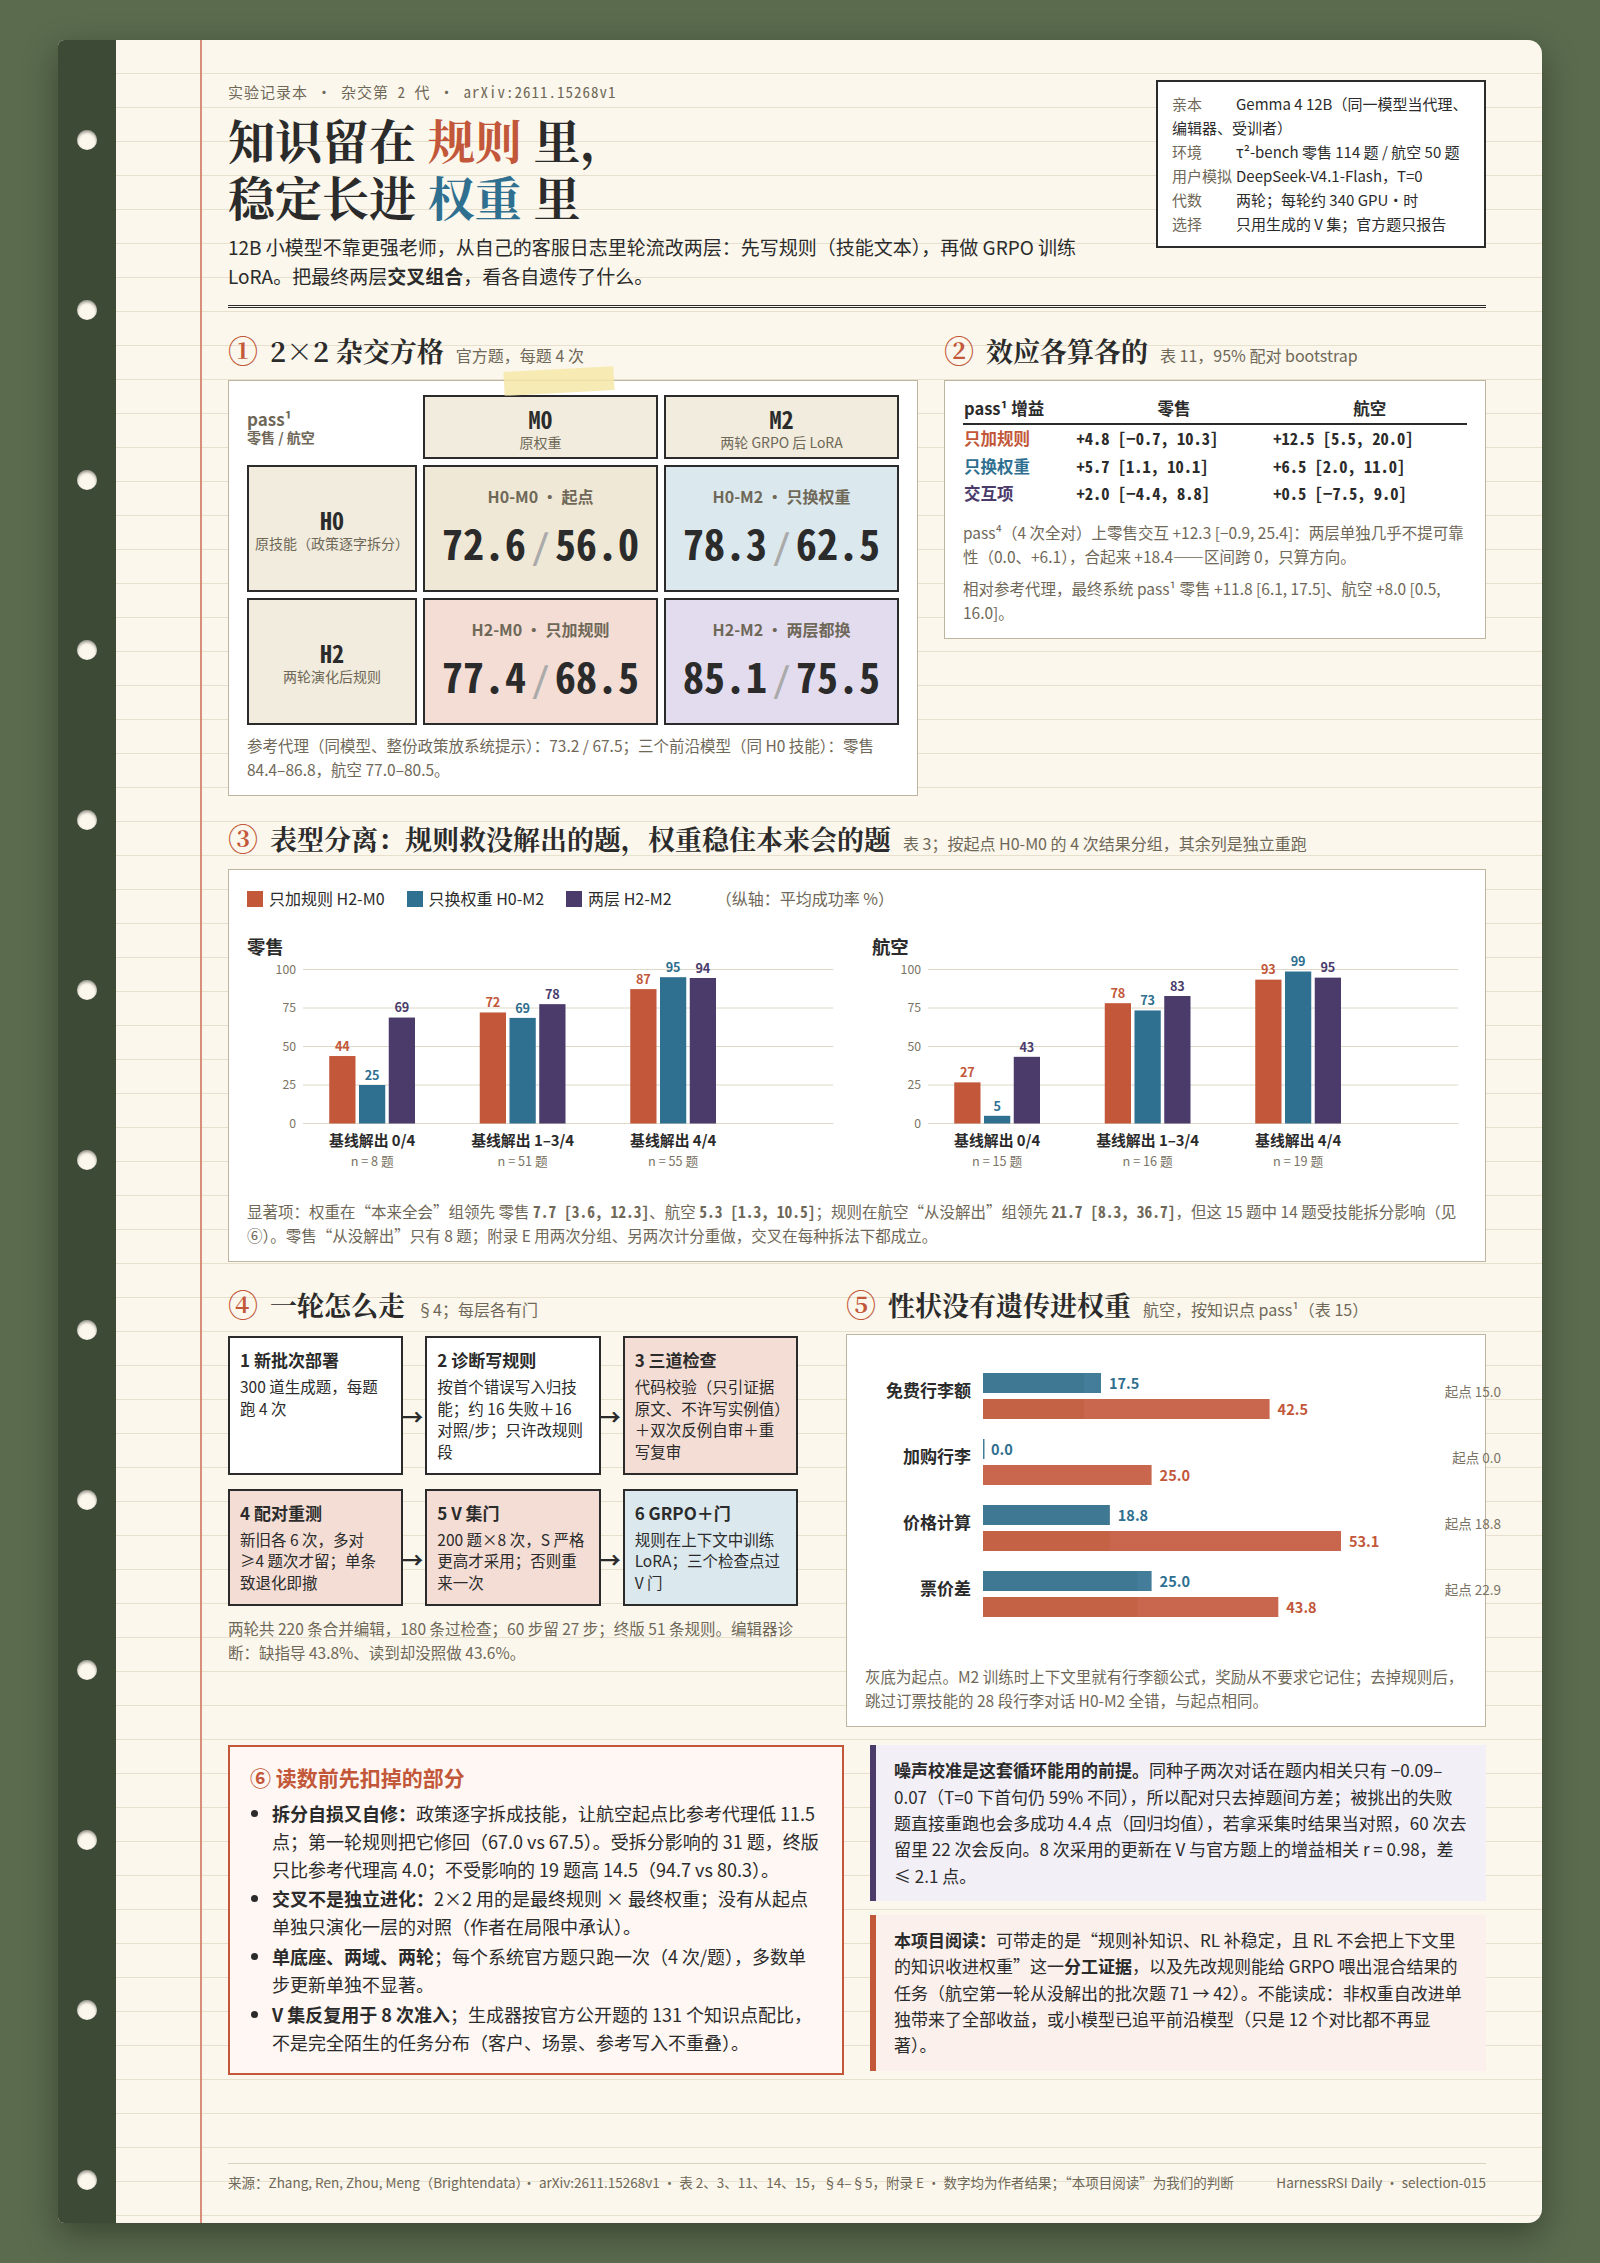 实验记录本 · 杂交第 2 代 · arXiv:2611.15268v1
知识留在 规则 里，
稳定长进 权重 里
12B 小模型不靠更强老师，从自己的客服日志里轮流改两层：先写规则（技能文本），再做 GRPO 训练
LoRA。把最终两层交叉组合，看各自遗传了什么。
亲本 Gemma 4 12B（同一模型当代理、
编辑器、受训者）
环境 τ²-bench 零售 114 题 / 航空 50 题
用户模拟 DeepSeek-V4.1-Flash，T=0
代数 两轮；每轮约 340 GPU·时
选择 只用生成的 V 集；官方题只报告
① 2×2 杂交方格 官方题，每题 4 次
pass¹
零售 / 航空
M0
原权重
M2
两轮 GRPO 后 LoRA
H0
原技能（政策逐字拆分）
H0-M0 · 起点
72.6/56.0
H0-M2 · 只换权重
78.3/62.5
H2
两轮演化后规则
H2-M0 · 只加规则
77.4/68.5
H2-M2 · 两层都换
85.1/75.5
参考代理（同模型、整份政策放系统提示）：73.2 / 67.5；三个前沿模型（同 H0 技能）：零售
84.4–86.8，航空 77.0–80.5。
② 效应各算各的 表 11，95% 配对 bootstrap
pass¹ 增益 零售 航空
只加规则 +4.8 [−0.7, 10.3] +12.5 [5.5, 20.0]
只换权重 +5.7 [1.1, 10.1] +6.5 [2.0, 11.0]
交互项 +2.0 [−4.4, 8.8] +0.5 [−7.5, 9.0]
pass⁴（4 次全对）上零售交互 +12.3 [−0.9, 25.4]：两层单独几乎不提可靠
性（0.0、+6.1），合起来 +18.4——区间跨 0，只算方向。
相对参考代理，最终系统 pass¹ 零售 +11.8 [6.1, 17.5]、航空 +8.0 [0.5,
16.0]。
③ 表型分离：规则救没解出的题，权重稳住本来会的题 表 3；按起点 H0-M0 的 4 次结果分组，其余列是独立重跑
只加规则 H2-M0 只换权重 H0-M2 两层 H2-M2 （纵轴：平均成功率 %）
零售
100
75
50
25
0
44 25 69
72 69 78
87 95 94
基线解出 0/4 基线解出 1–3/4 基线解出 4/4
n = 8 题 n = 51 题 n = 55 题
航空
100
75
50
25
0
27 5 43
78 73 83
93 99 95
基线解出 0/4 基线解出 1–3/4 基线解出 4/4
n = 15 题 n = 16 题 n = 19 题
显著项：权重在“本来全会”组领先 零售 7.7 [3.6, 12.3]、航空 5.3 [1.3, 10.5]；规则在航空“从没解出”组领先 21.7 [8.3, 36.7]，但这 15 题中 14 题受技能拆分影响（见
⑥）。零售“从没解出”只有 8 题；附录 E 用两次分组、另两次计分重做，交叉在每种拆法下都成立。
④ 一轮怎么走 §4；每层各有门
1 新批次部署
300 道生成题，每题
跑 4 次
→
2 诊断写规则
按首个错误写入归技
能；约 16 失败＋16
对照/步；只许改规则
段
→
3 三道检查
代码校验（只引证据
原文、不许写实例值）
＋双次反例自审＋重
写复审
4 配对重测
新旧各 6 次，多对
≥4 题次才留；单条
致退化即撤
→
5 V 集门
200 题×8 次，S 严格
更高才采用；否则重
来一次
→
6 GRPO＋门
规则在上下文中训练
LoRA；三个检查点过
V 门
两轮共 220 条合并编辑，180 条过检查；60 步留 27 步；终版 51 条规则。编辑器诊
断：缺指导 43.8%、读到却没照做 43.6%。
⑤ 性状没有遗传进权重 航空，按知识点 pass¹（表 15）
免费行李额 17.5 42.5 起点 15.0
加购行李 0.0 25.0 起点 0.0
价格计算 18.8 53.1 起点 18.8
票价差 25.0 43.8 起点 22.9
灰底为起点。M2 训练时上下文里就有行李额公式，奖励从不要求它记住；去掉规则后，
跳过订票技能的 28 段行李对话 H0-M2 全错，与起点相同。
⑥ 读数前先扣掉的部分
• 拆分自损又自修：政策逐字拆成技能，让航空起点比参考代理低 11.5
点；第一轮规则把它修回（67.0 vs 67.5）。受拆分影响的 31 题，终版
只比参考代理高 4.0；不受影响的 19 题高 14.5（94.7 vs 80.3）。
• 交叉不是独立进化：2×2 用的是最终规则 × 最终权重；没有从起点
单独只演化一层的对照（作者在局限中承认）。
• 单底座、两域、两轮；每个系统官方题只跑一次（4 次/题），多数单
步更新单独不显著。
• V 集反复用于 8 次准入；生成器按官方公开题的 131 个知识点配比，
不是完全陌生的任务分布（客户、场景、参考写入不重叠）。
噪声校准是这套循环能用的前提。同种子两次对话在题内相关只有 −0.09–
0.07（T=0 下首句仍 59% 不同），所以配对只去掉题间方差；被挑出的失败
题直接重跑也会多成功 4.4 点（回归均值），若拿采集时结果当对照，60 次去
留里 22 次会反向。8 次采用的更新在 V 与官方题上的增益相关 r = 0.98，差
≤ 2.1 点。
本项目阅读：可带走的是“规则补知识、RL 补稳定，且 RL 不会把上下文里
的知识收进权重”这一分工证据，以及先改规则能给 GRPO 喂出混合结果的
任务（航空第一轮从没解出的批次题 71 → 42）。不能读成：非权重自改进单
独带来了全部收益，或小模型已追平前沿模型（只是 12 个对比都不再显
著）。
来源：Zhang, Ren, Zhou, Meng（Brightendata）· arXiv:2611.15268v1 · 表 2、3、11、14、15，§4–§5，附录 E · 数字均为作者结果；“本项目阅读”为我们的判断 HarnessRSI Daily · selection-015